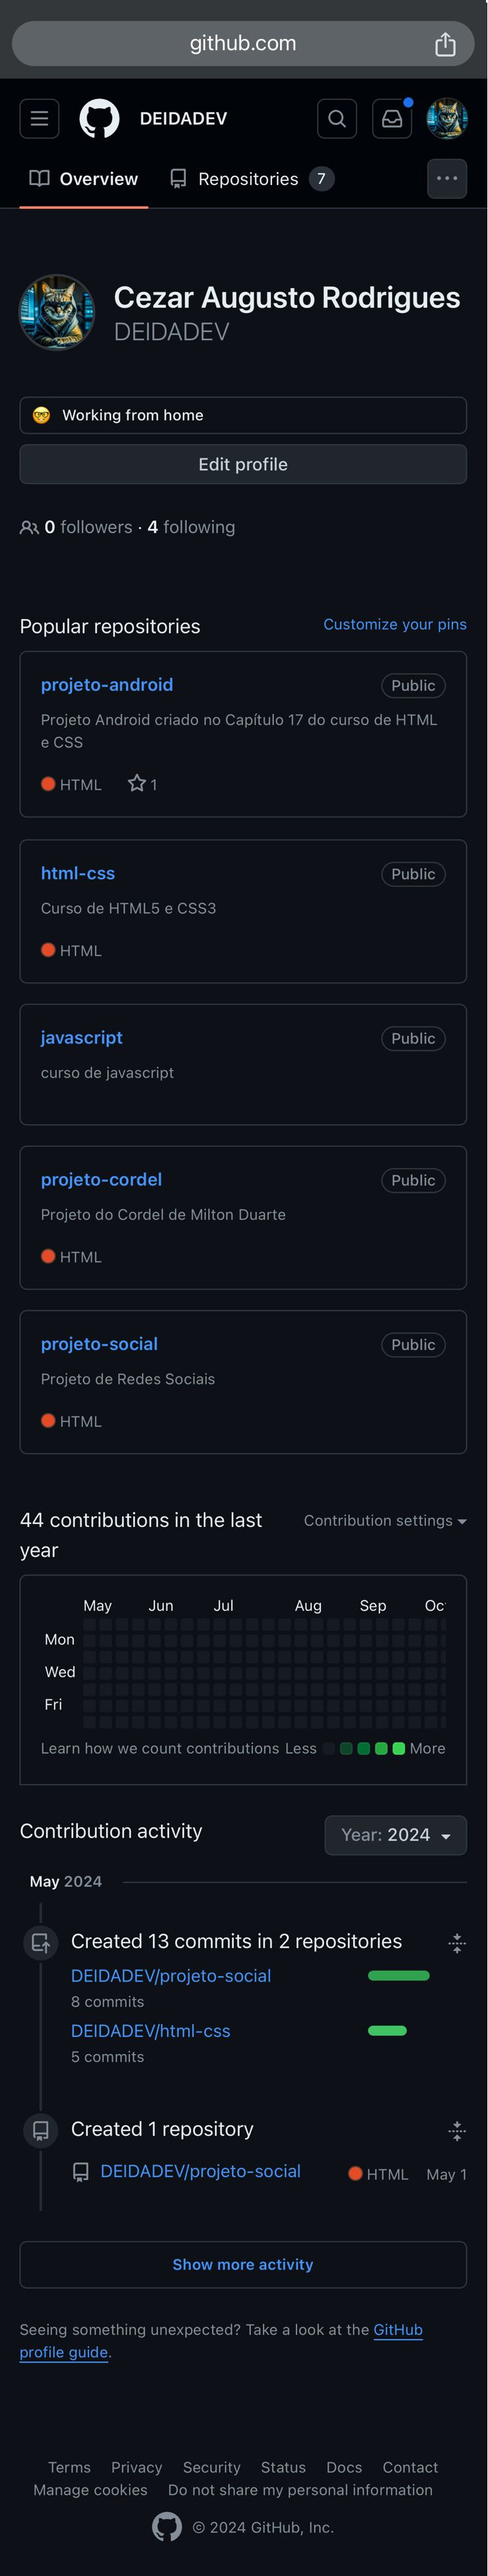 github.com
DEIDADEV
Overview Repositories 7
Cezar Augusto Rodrigues
DEIDADEV
Working from home
Edit profile
0 followers · 4 following
Popular repositories Customize your pins
projeto-android Public
Projeto Android criado no Capítulo 17 do curso de HTML
e CSS
HTML 1
html-css Public
Curso de HTML5 e CSS3
HTML
javascript Public
curso de javascript
projeto-cordel Public
Projeto do Cordel de Milton Duarte
HTML
projeto-social Public
Projeto de Redes Sociais
HTML
44 contributions in the last Contribution settings
year
May Jun Jul Aug Sep Oc
Mon
Wed
Fri
Learn how we count contributions Less More
Contribution activity Year: 2024
May 2024
Created 13 commits in 2 repositories
DEIDADEV/projeto-social
8 commits
DEIDADEV/html-css
5 commits
Created 1 repository
DEIDADEV/projeto-social HTML May 1
Show more activity
Seeing something unexpected? Take a look at the GitHub
profile guide.
Terms Privacy Security Status Docs Contact
Manage cookies Do not share my personal information
© 2024 GitHub, Inc.